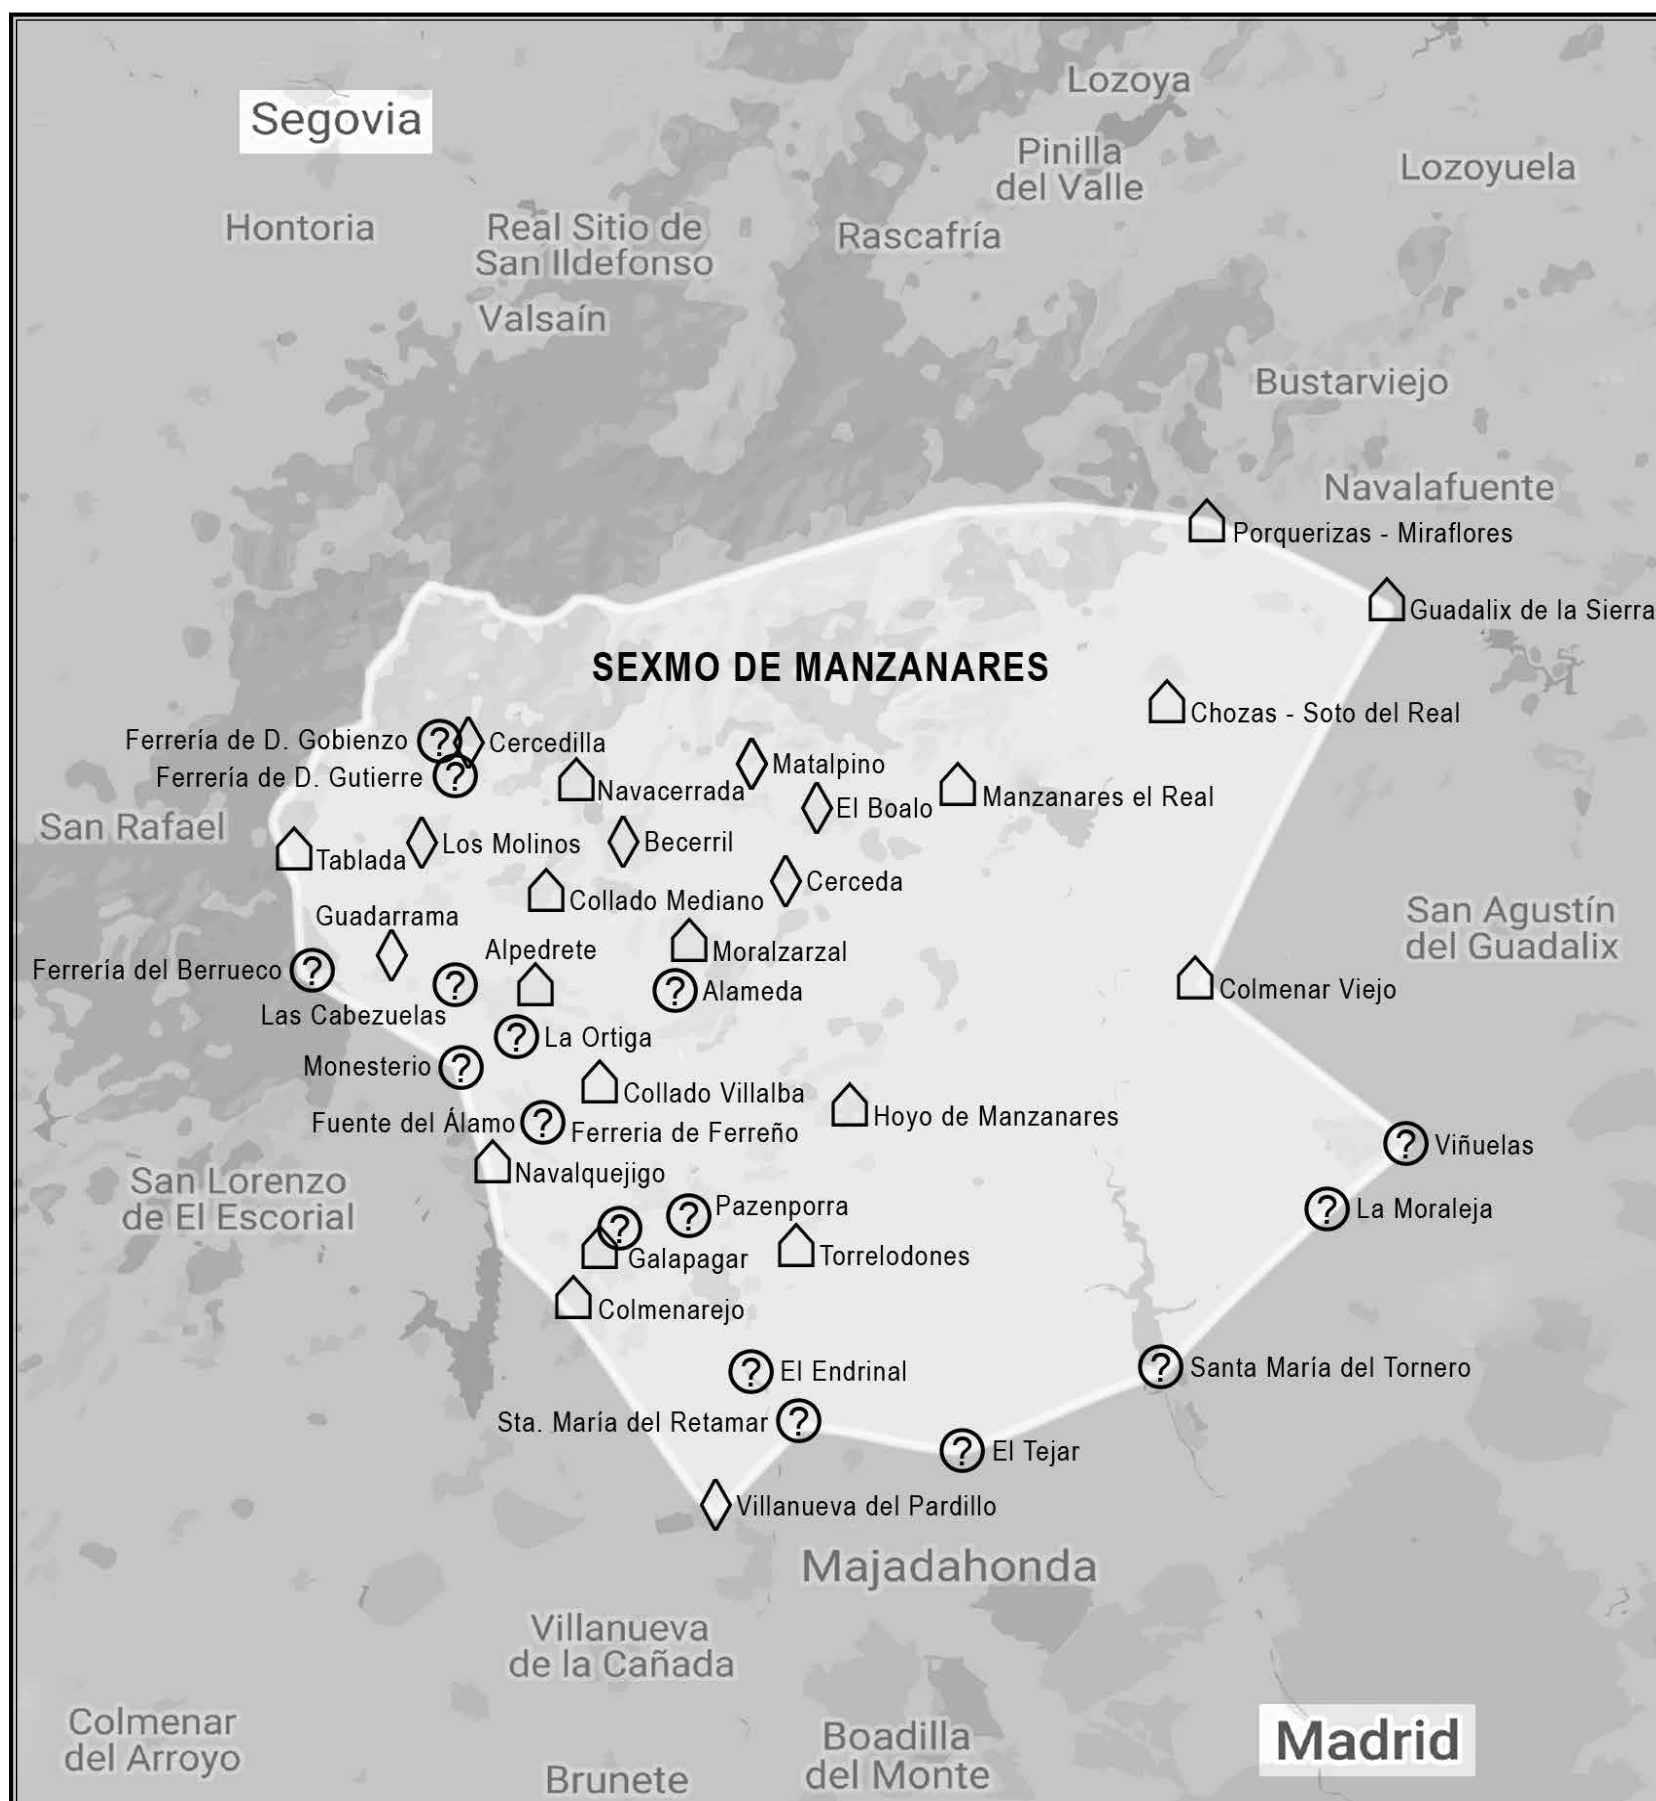 Lozoya
Segovia
Pinilla
del Valle
Lozoyuela
Hontoria
Real Sitio de
San Ildefonso
Rascafría
Valsaín
Bustarviejo
Navalafuente
Porquerizas - Miraflores
Guadalix de la Sierra
SEXMO DE MANZANARES
Chozas - Soto del Real
Ferrería de D. Gobienzo
?
Cercedilla
Ferrería de D. Gutierre
?
Matalpino
Navacerrada
Manzanares el Real
El Boalo
San Rafael
Tablada
Los Molinos
Becerril
Cerceda
Collado Mediano
Guadarrama
San Agustín
del Guadalix
Alpedrete
Moralzarzal
Ferrería del Berrueco
?
Las Cabezuelas
?
?
Alameda
Colmenar Viejo
?
La Ortiga
Monesterio
?
Collado Villalba
Hoyo de Manzanares
Fuente del Álamo
?
Ferreria de Ferreño
?
Viñuelas
Navalquejigo
San Lorenzo
de El Escorial
?
Pazenporra
?
La Moraleja
?
Galapagar
Torrelodones
Colmenarejo
?
El Endrinal
?
Santa María del Tornero
Sta. María del Retamar
?
?
El Tejar
Villanueva del Pardillo
Majadahonda
Villanueva
de la Cañada
Colmenar
del Arroyo
Boadilla
del Monte
Madrid
Brunete